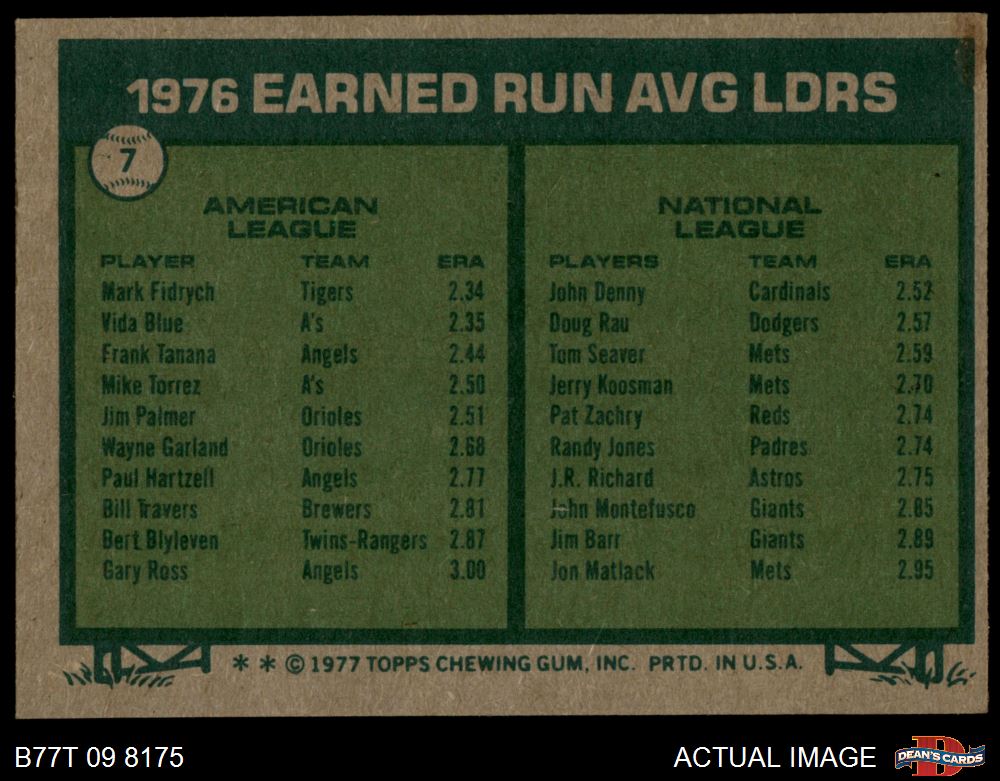 1976 EARNED RUN AVG LDRS
7
AMERICAN
LEAGUE
PLAYER TEAM ERA
Mark Fidrych Tigers 2.34
Vida Blue A's 2.35
Frank Tanana Angels 2.44
Mike Torrez A's 2.50
Jim Palmer Orioles 2.51
Wayne Garland Orioles 2.68
Paul Hartzell Angels 2.77
Bill Travers Brewers 2.81
Bert Blyleven Twins-Rangers 2.87
Gary Ross Angels 3.00
NATIONAL
LEAGUE
PLAYERS TEAM ERA
John Denny Cardinals 2.52
Doug Rau Dodgers 2.57
Tom Seaver Mets 2.59
Jerry Koosman Mets 2.70
Pat Zachry Reds 2.74
Randy Jones Padres 2.74
J.R. Richard Astros 2.75
John Montefusco Giants 2.85
Jim Barr Giants 2.89
Jon Matlack Mets 2.95
* * © 1977 TOPPS CHEWING GUM, INC. PRTD. IN U.S.A.
B77T 09 8175
ACTUAL IMAGE
D
DEAN'S CARDS